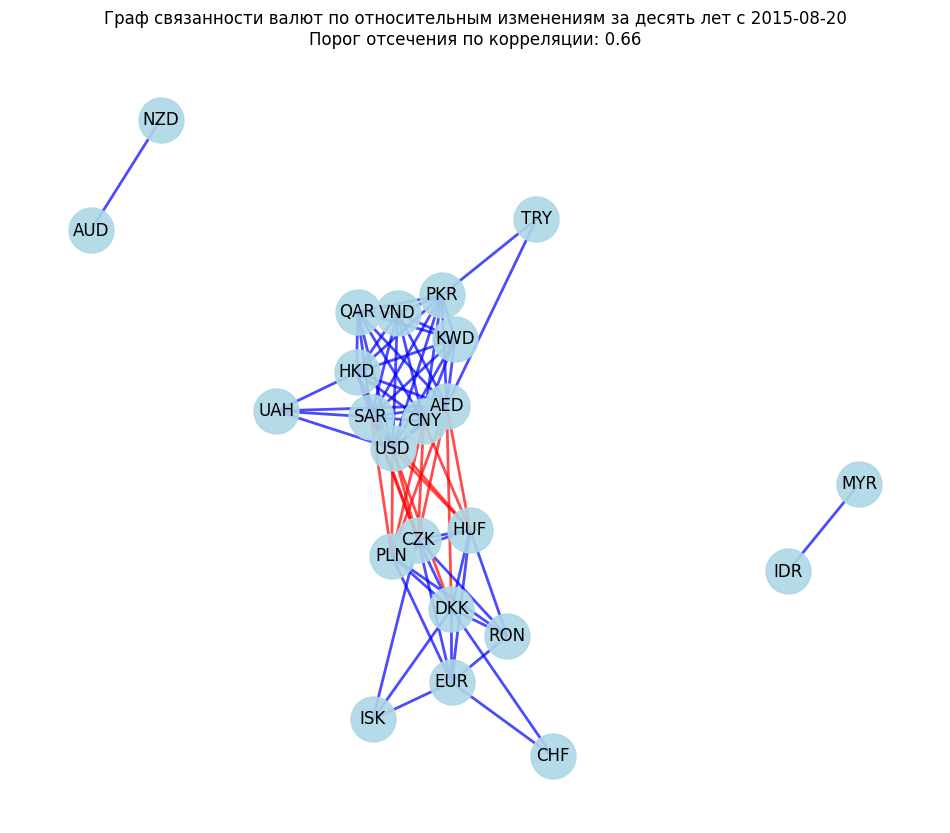 Граф связанности валют по относительным изменениям за десять лет с 2015-08-20
Порог отсечения по корреляции: 0.66
NZD
TRY
AUD
PKR
QAR
VND
KWD
HKD
AED
UAH
SAR
CNY
USD
MYR
HUF
CZK
PLN
IDR
DKK
RON
EUR
ISK
CHF